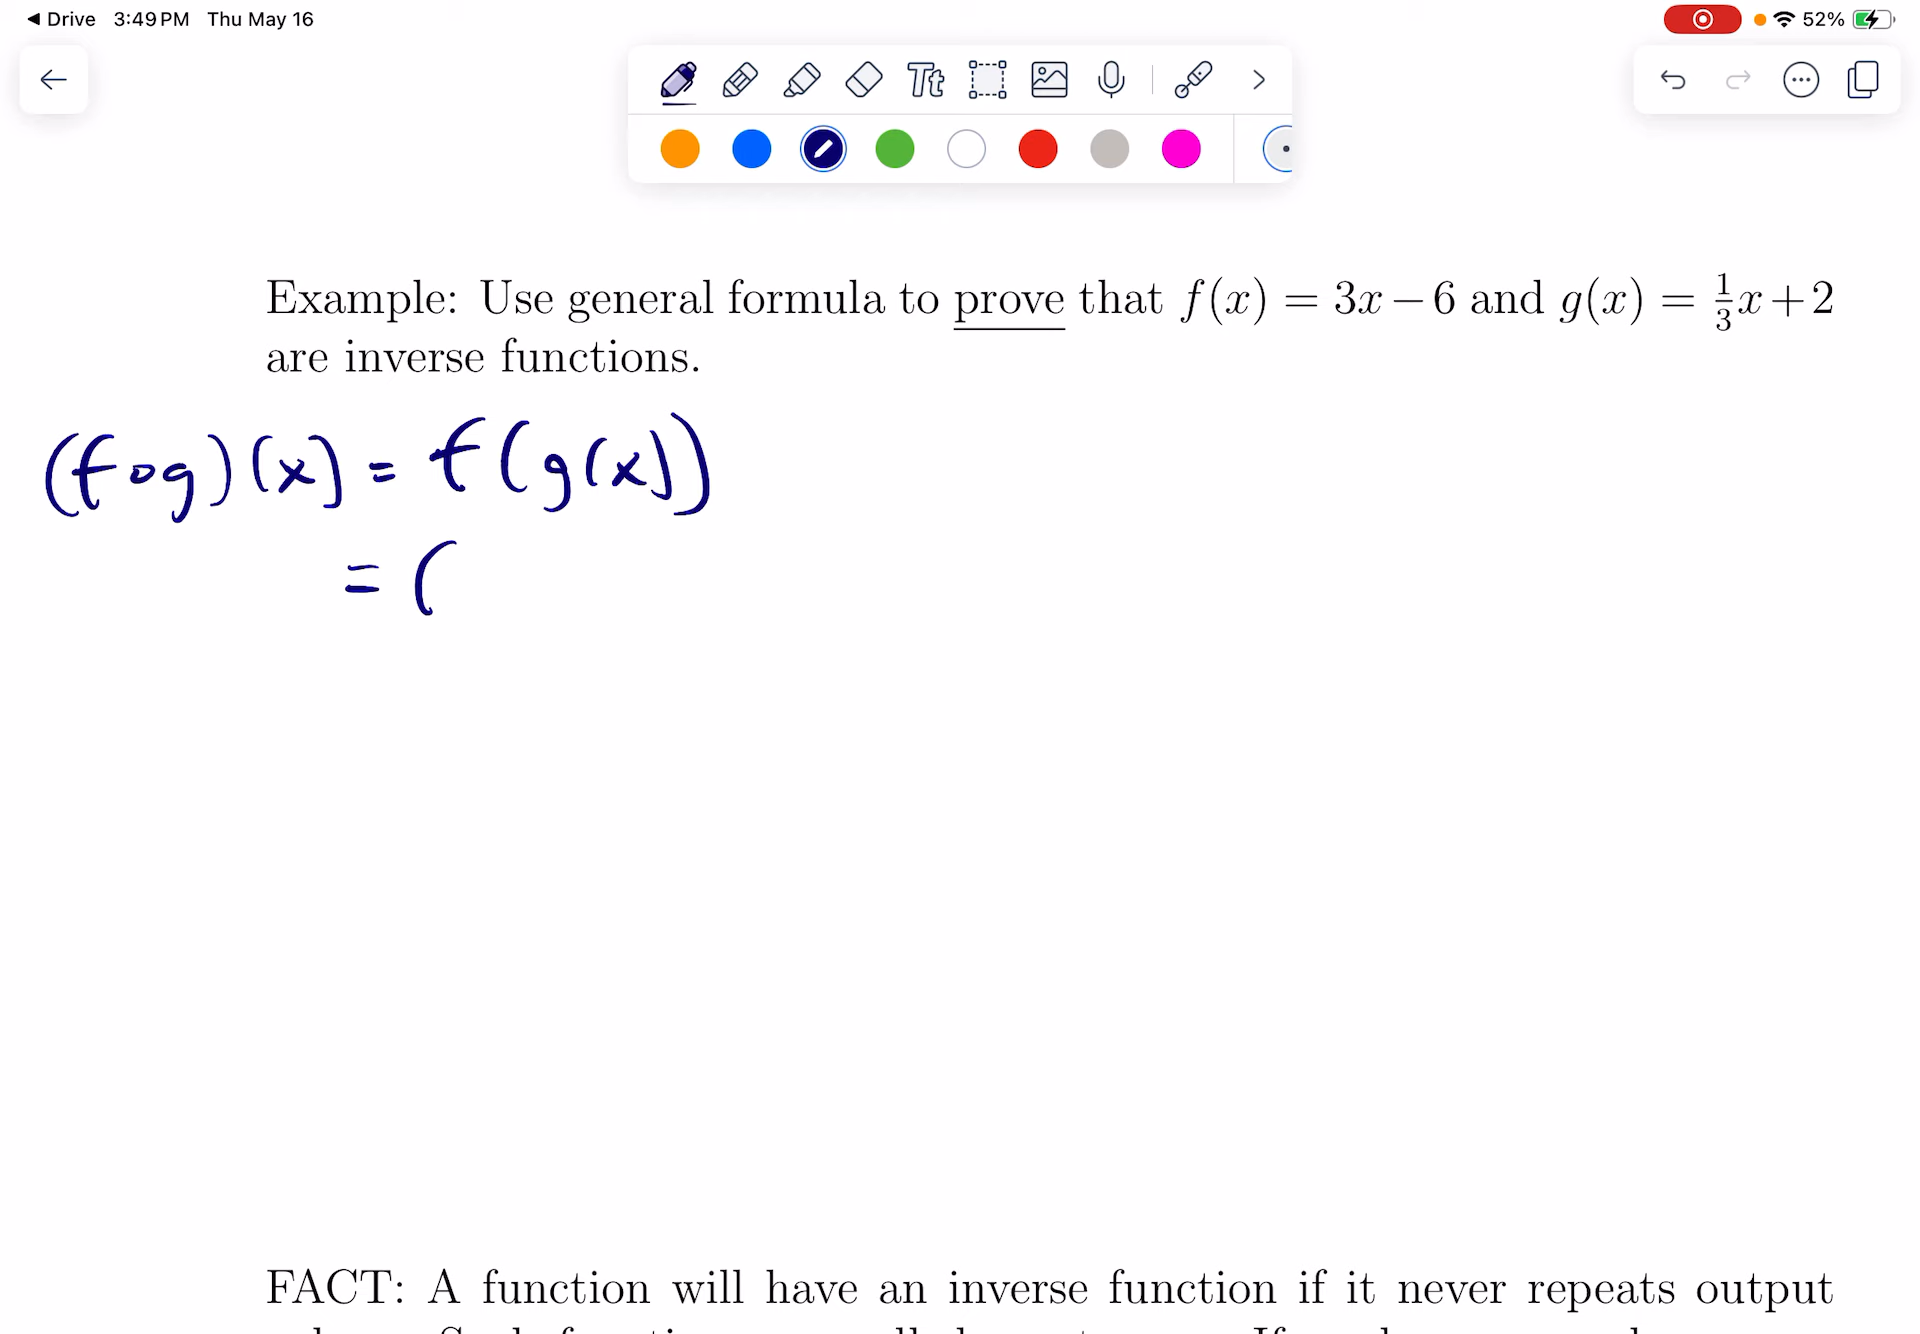 Drive 3:49 PM Thu May 16 52%
Tt
Example: Use general formula to prove that f(x) = 3x − 6 and g(x) = 1/3x + 2
are inverse functions.
(f∘g)(x) = f(g(x))
= (
FACT: A function will have an inverse function if it never repeats output